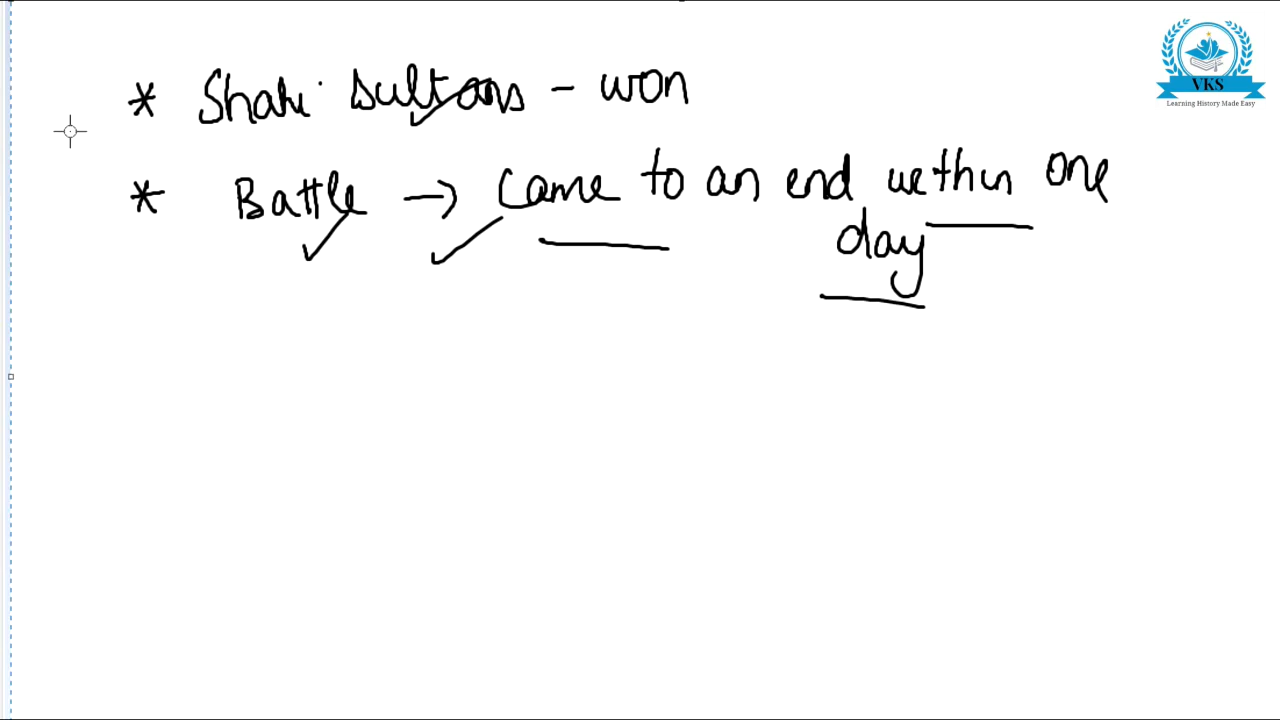 * Shahi Sultans - won
* Battle → came to an end within one
day
VKS
Learning History Made Easy